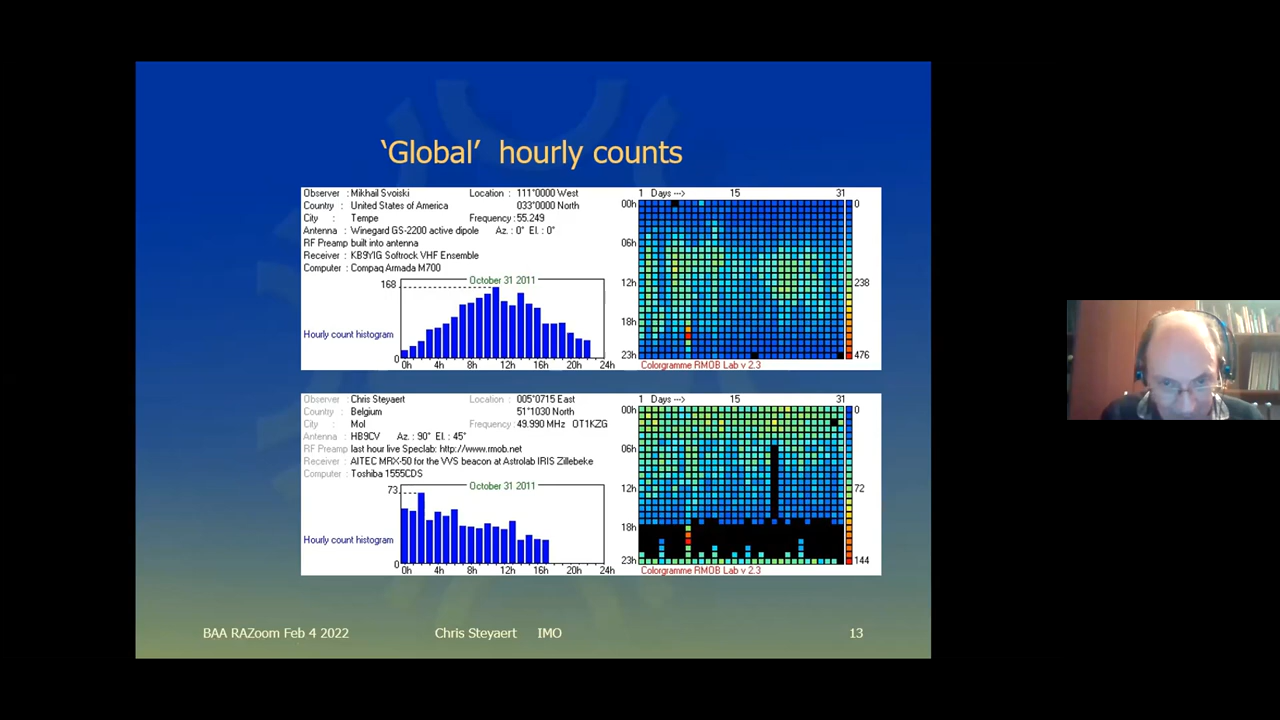 ‘Global’ hourly counts
Observer : Mikhail Svoiski Location : 111°0000 West
Country : United States of America 033°0000 North
City : Tempe Frequency : 55.249
Antenna : Winegard GS-2200 active dipole Az. : 0° El. : 0°
RF Preamp built into antenna
Receiver : KB9YIG Softrock VHF Ensemble
Computer : Compaq Armada M700
October 31 2011
168
Hourly count histogram
0
0h 4h 8h 12h 16h 20h 24h
1 Days ---> 15 31
00h 0
06h
12h 238
18h
23h 476
Colorgramme RMOB Lab v 2.3
Observer : Chris Steyaert Location : 005°0715 East
Country : Belgium 51°1030 North
City : Mol Frequency : 49.990 MHz OT1KZG
Antenna : HB9CV Az. : 90° El. : 45°
RF Preamp last hour live Speclab: http://www.rmob.net
Receiver : AITEC MRX-50 for the VVS beacon at Astrolab IRIS Zillebeke
Computer : Toshiba 1555CDS
October 31 2011
73
Hourly count histogram
0
0h 4h 8h 12h 16h 20h 24h
1 Days ---> 15 31
00h 0
06h
12h 72
18h
23h 144
Colorgramme RMOB Lab v 2.3
BAA RAZoom Feb 4 2022 Chris Steyaert IMO 13